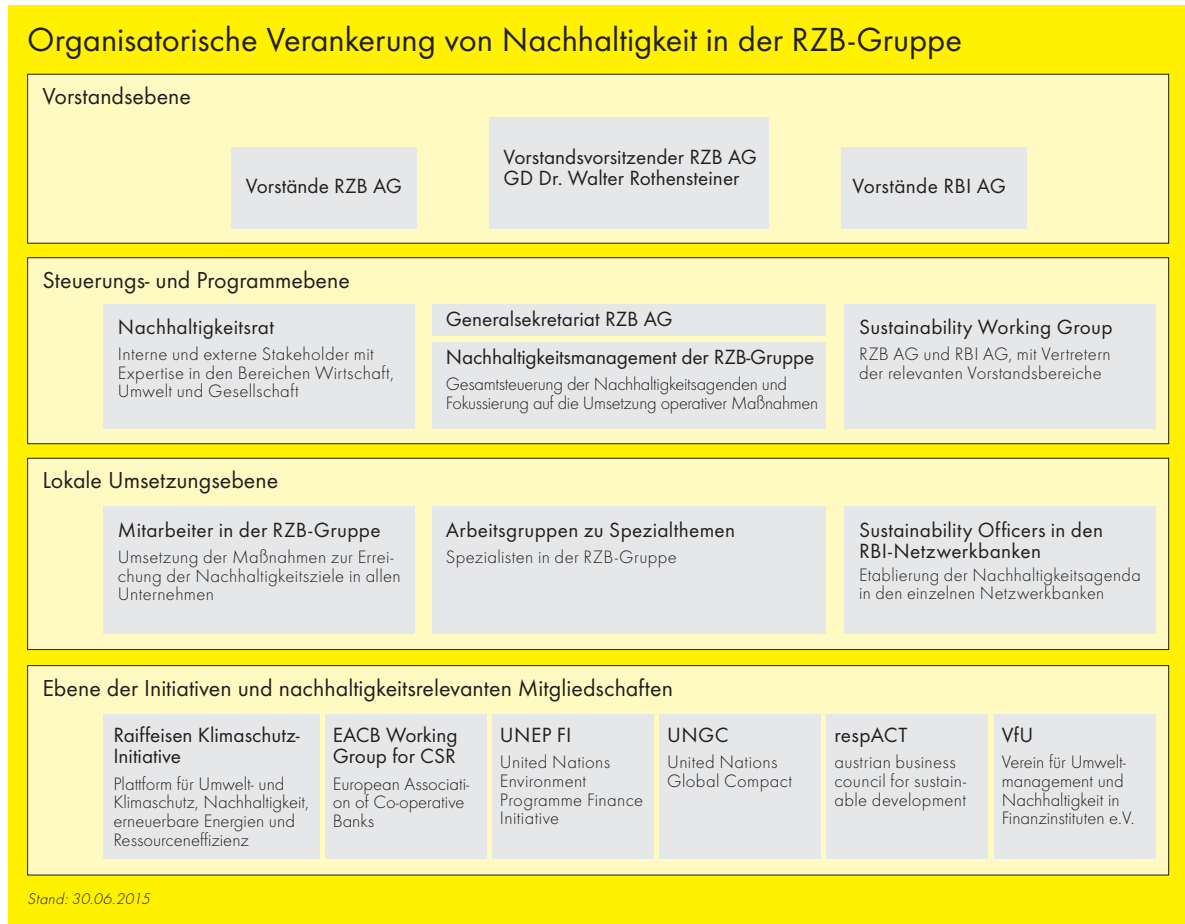 Organisatorische Verankerung von Nachhaltigkeit in der RZB-Gruppe
Vorstandsebene
Vorstände RZB AG
Vorstandsvorsitzender RZB AG
GD Dr. Walter Rothensteiner
Vorstände RBI AG
Steuerungs- und Programmebene
Nachhaltigkeitsrat
Interne und externe Stakeholder mit
Expertise in den Bereichen Wirtschaft,
Umwelt und Gesellschaft
Generalsekretariat RZB AG
Nachhaltigkeitsmanagement der RZB-Gruppe
Gesamtsteuerung der Nachhaltigkeitsagenden und
Fokussierung auf die Umsetzung operativer Maßnahmen
Sustainability Working Group
RZB AG und RBI AG, mit Vertretern
der relevanten Vorstandsbereiche
Lokale Umsetzungsebene
Mitarbeiter in der RZB-Gruppe
Umsetzung der Maßnahmen zur Errei-
chung der Nachhaltigkeitsziele in allen
Unternehmen
Arbeitsgruppen zu Spezialthemen
Spezialisten in der RZB-Gruppe
Sustainability Officers in den
RBI-Netzwerkbanken
Etablierung der Nachhaltigkeitsagenda
in den einzelnen Netzwerkbanken
Ebene der Initiativen und nachhaltigkeitsrelevanten Mitgliedschaften
Raiffeisen Klimaschutz-
Initiative
Plattform für Umwelt- und
Klimaschutz, Nachhaltigkeit,
erneuerbare Energien und
Ressourceneffizienz
EACB Working
Group for CSR
European Associati-
on of Co-operative
Banks
UNEP FI
United Nations
Environment
Programme Finance
Initiative
UNGC
United Nations
Global Compact
respACT
austrian business
council for sustain-
able development
VfU
Verein für Umwelt-
management und
Nachhaltigkeit in
Finanzinstituten e.V.
Stand: 30.06.2015